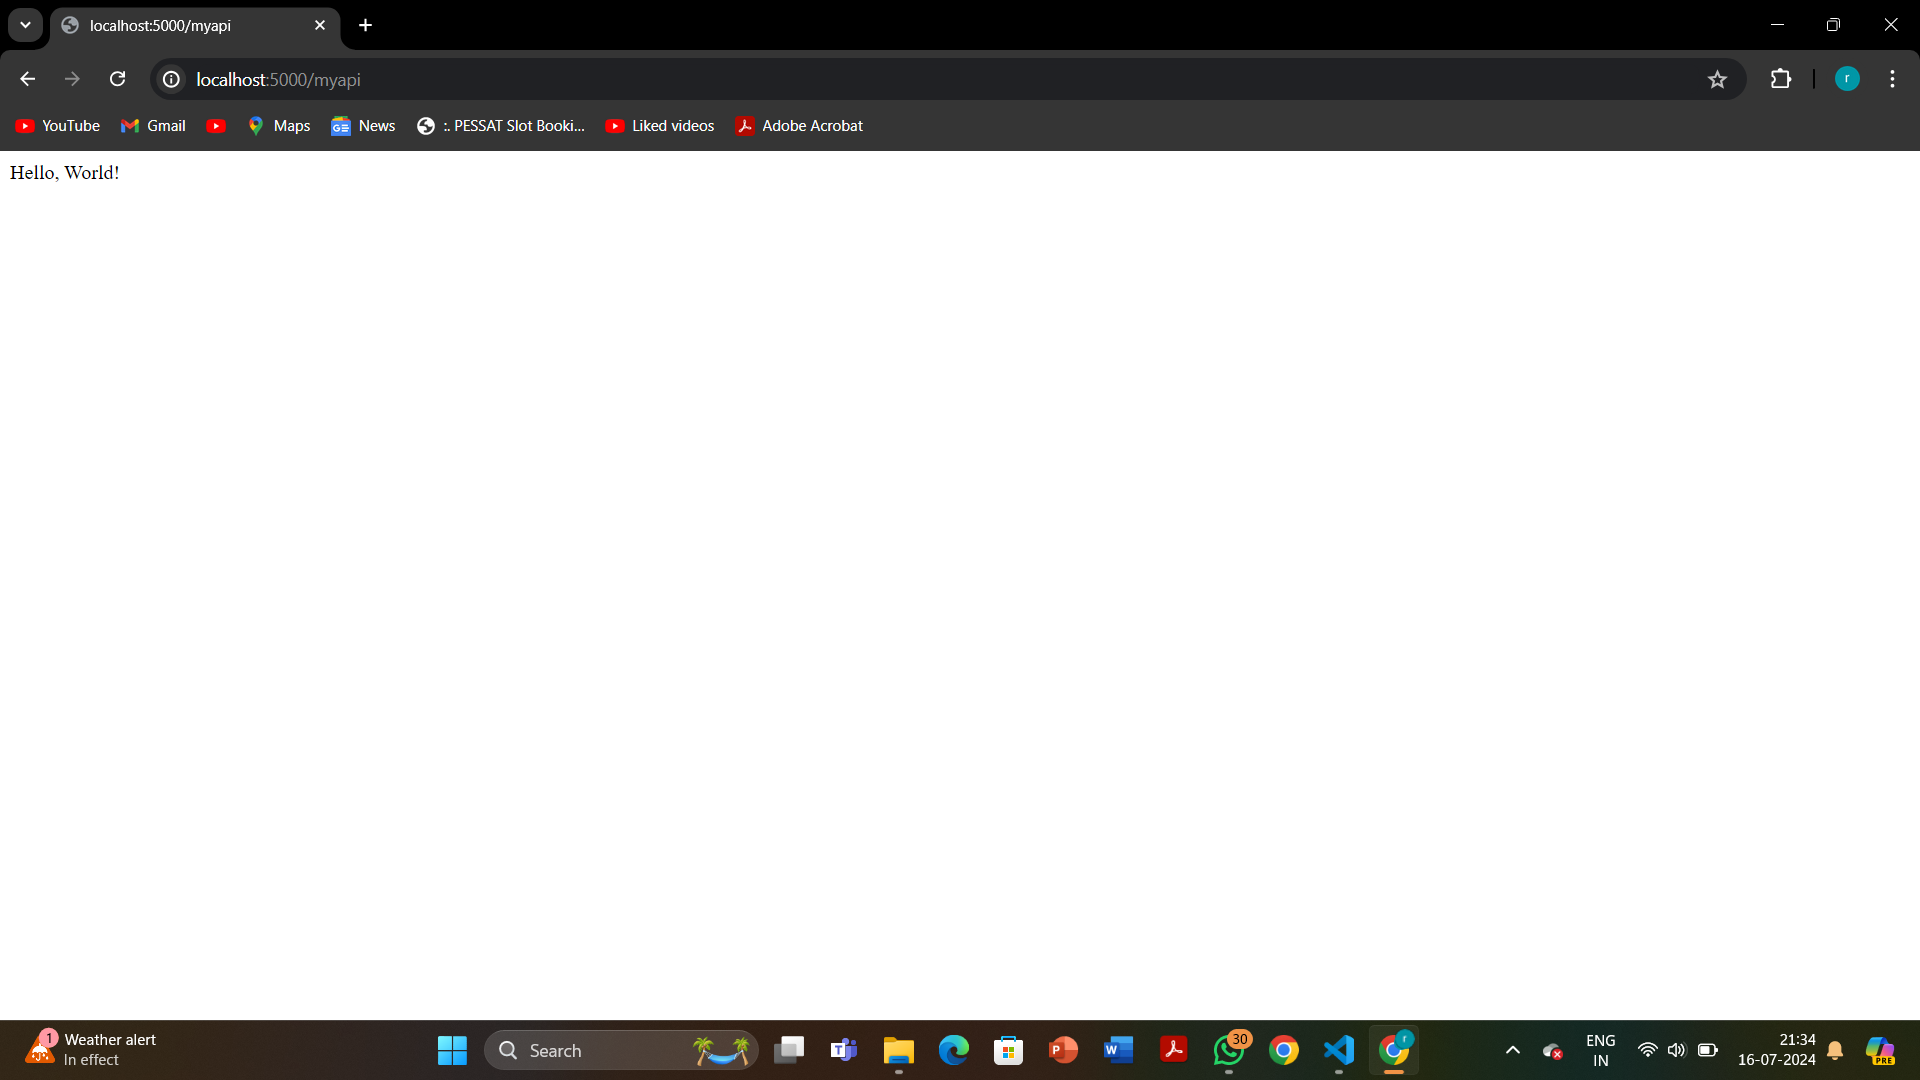 localhost:5000/myapi
localhost:5000/myapi
r
YouTube
Gmail
Maps
News
:. PESSAT Slot Booki...
Liked videos
Adobe Acrobat
Hello, World!
1
Weather alert
In effect
Search
30
r
ENG
IN
21:34
16-07-2024
PRE